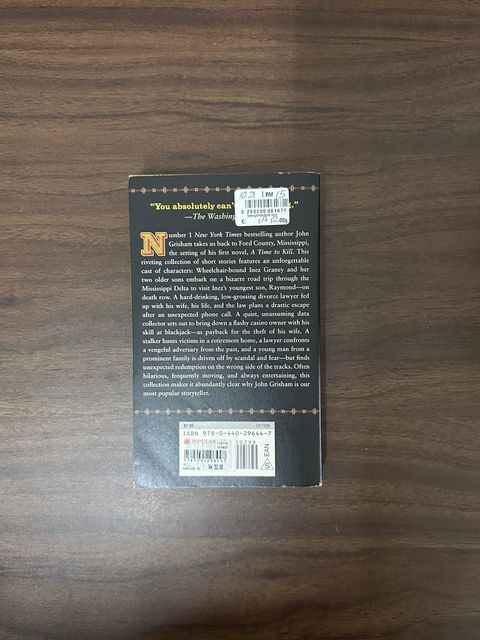 "You absolutely can't
—The Washing
Number 1 New York Times bestselling author John
Grisham takes us back to Ford County, Mississippi,
the setting of his first novel, A Time to Kill. This
riveting collection of short stories features an unforgettable
cast of characters: Wheelchair-bound Inez Graney and her
two older sons embark on a bizarre road trip through the
Mississippi Delta to visit Inez's youngest son, Raymond—on
death row. A hard-drinking, low-grossing divorce lawyer fed
up with his wife, his life, and the law plans a drastic escape
after an unexpected phone call. A quiet, unassuming data
collector sets out to bring down a flashy casino owner with his
skill at blackjack—as payback for the theft of his wife. A
stalker hunts victims in a retirement home, a lawyer confronts
a vengeful adversary from the past, and a young man from a
prominent family is driven off by scandal and fear—but finds
unexpected redemption on the wrong side of the tracks. Often
hilarious, frequently moving, and always entertaining, this
collection makes it abundantly clear why John Grisham is our
most popular storyteller.
$7.99 FICTION
ISBN 978-0-440-29644-7
POPULAR
50799
EAN